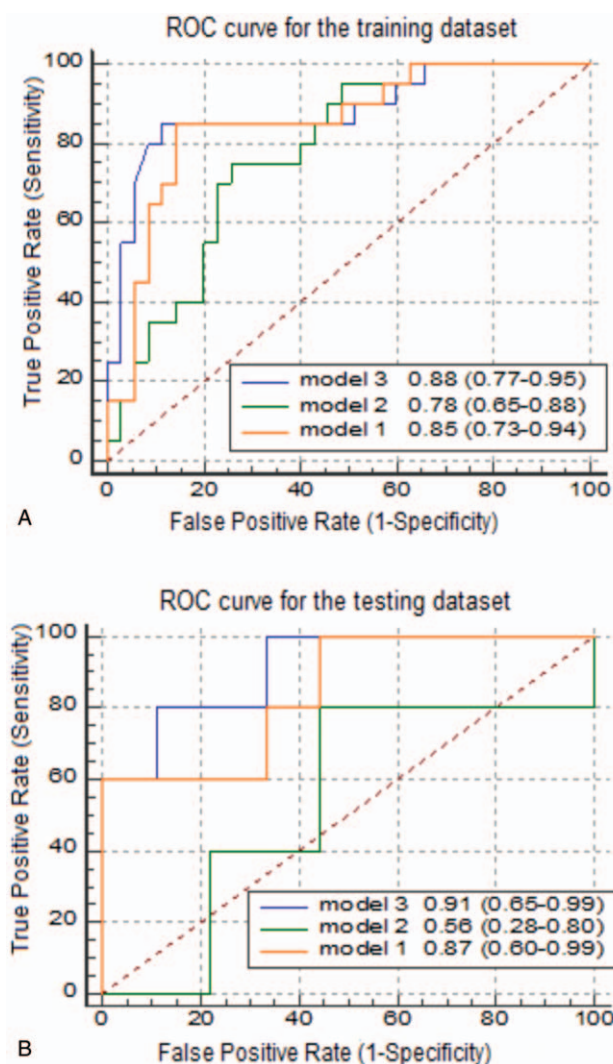 ROC curve for the training dataset
True Positive Rate (Sensitivity)
100
80
60
40
20
0
model 3 0.88 (0.77-0.95)
model 2 0.78 (0.65-0.88)
model 1 0.85 (0.73-0.94)
0 20 40 60 80 100
A
False Positive Rate (1-Specificity)
ROC curve for the testing dataset
True Positive Rate (Sensitivity)
100
80
60
40
20
0
model 3 0.91 (0.65-0.99)
model 2 0.56 (0.28-0.80)
model 1 0.87 (0.60-0.99)
0 20 40 60 80 100
B
False Positive Rate (1-Specificity)